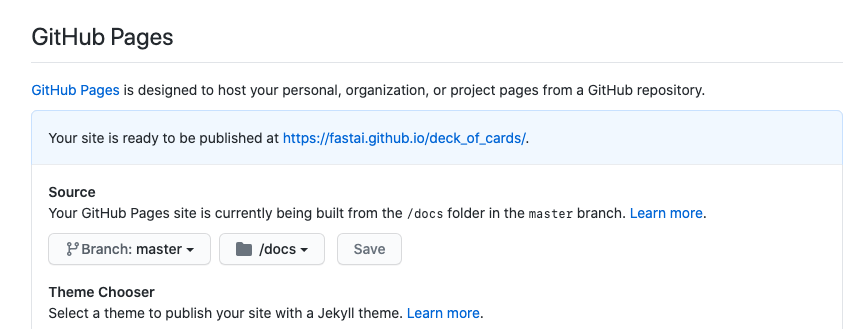 GitHub Pages
GitHub Pages is designed to host your personal, organization, or project pages from a GitHub repository.
Your site is ready to be published at https://fastai.github.io/deck_of_cards/.
Source
Your GitHub Pages site is currently being built from the /docs folder in the master branch. Learn more.
Branch: master /docs Save
Theme Chooser
Select a theme to publish your site with a Jekyll theme. Learn more.